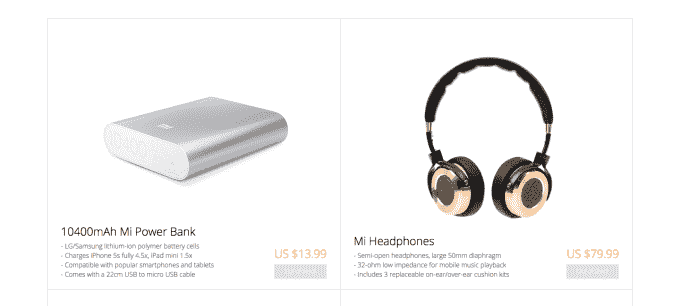 10400mAh Mi Power Bank
- LG/Samsung lithium-ion polymer battery cells
- Charges iPhone 5s fully 4.5x, iPad mini 1.5x
- Compatible with popular smartphones and tablets
- Comes with a 22cm USB to micro USB cable
US $13.99
Mi Headphones
- Semi-open headphones, large 50mm diaphragm
- 32-ohm low impedance for mobile music playback
- Includes 3 replaceable on-ear/over-ear cushion kits
US $79.99